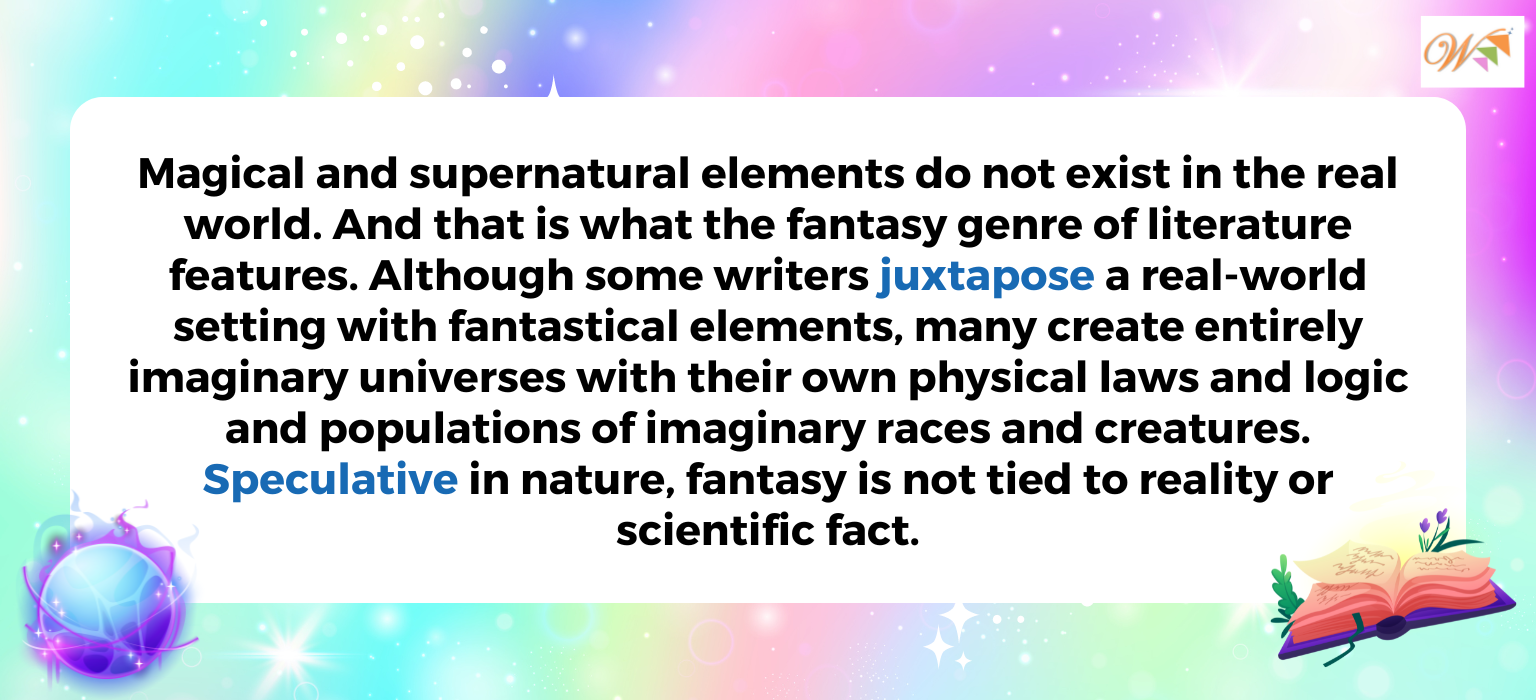 W
Magical and supernatural elements do not exist in the real
world. And that is what the fantasy genre of literature
features. Although some writers juxtapose a real-world
setting with fantastical elements, many create entirely
imaginary universes with their own physical laws and logic
and populations of imaginary races and creatures.
Speculative in nature, fantasy is not tied to reality or
scientific fact.